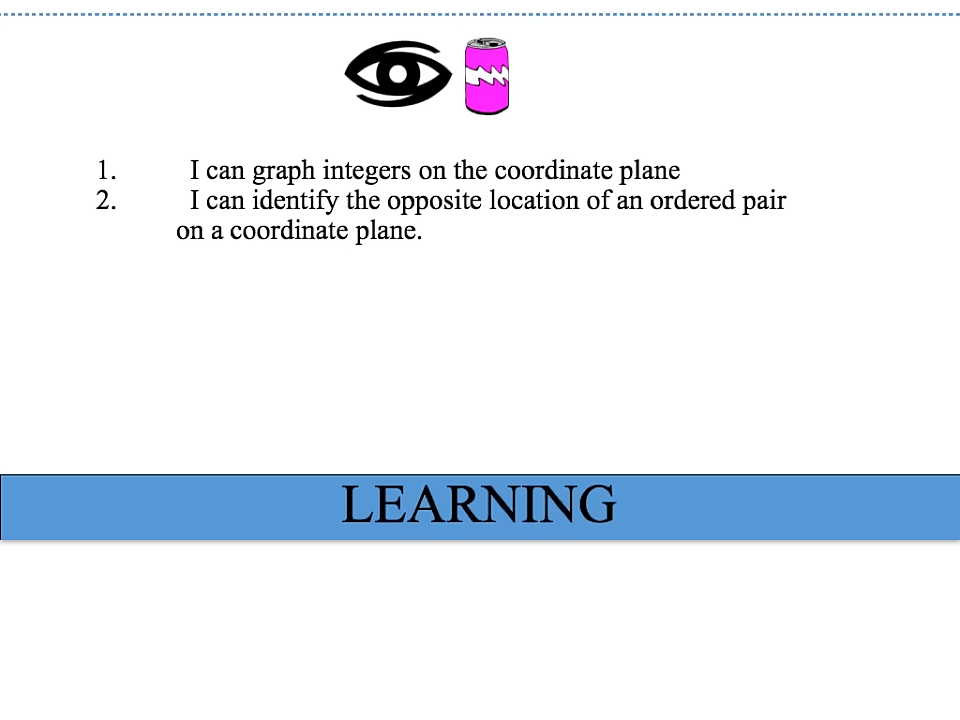 1. I can graph integers on the coordinate plane
2. I can identify the opposite location of an ordered pair
on a coordinate plane.
LEARNING